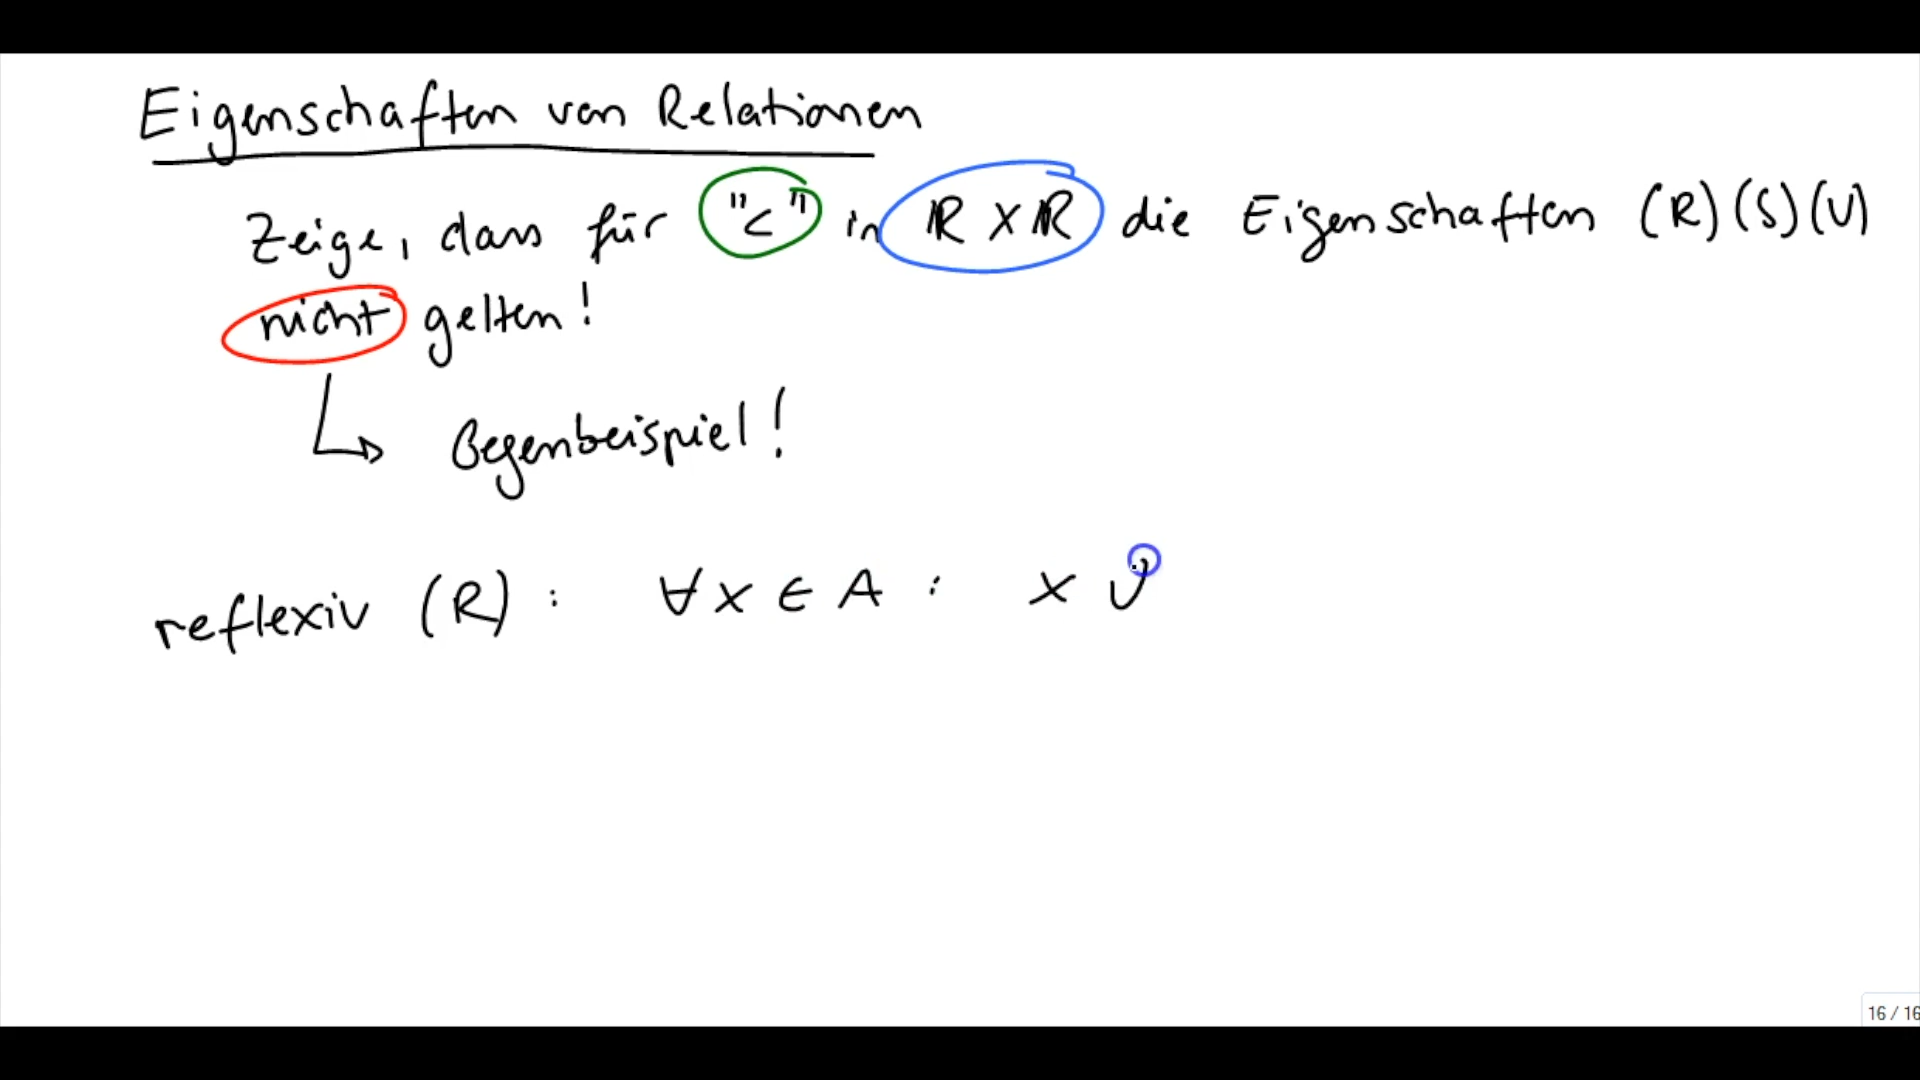 Eigenschaften von Relationen
Zeige, dass für "<" in ℝ × ℝ die Eigenschaften (R)(S)(U)
nicht gelten!
Gegenbeispiel!
reflexiv (R): ∀x ∈ A : x
16 / 16